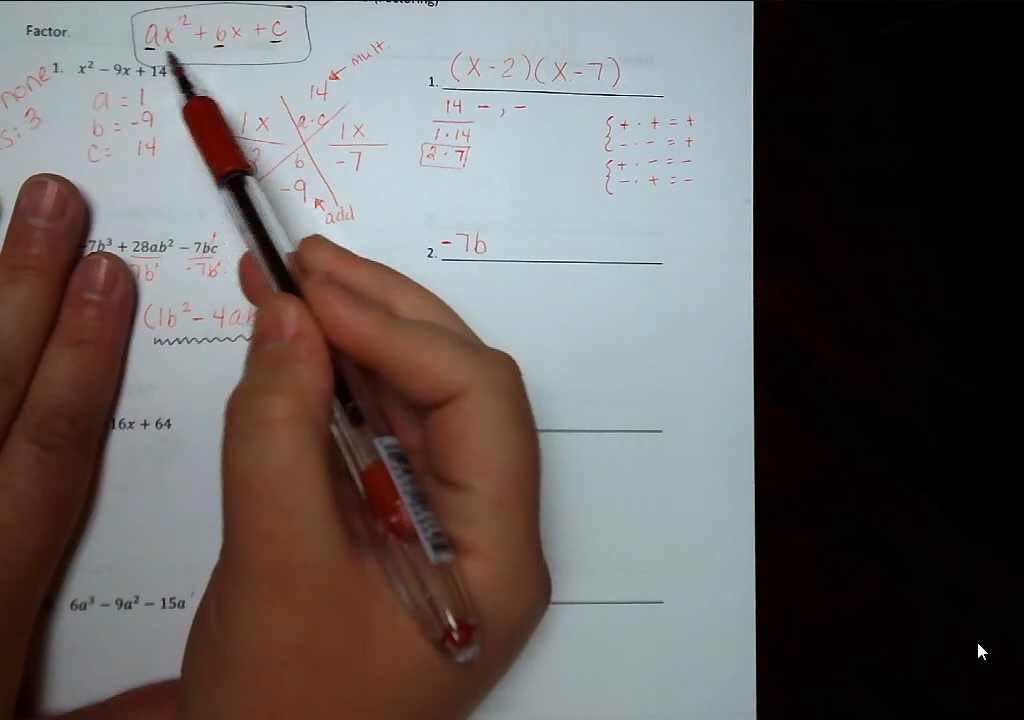 Factor.
ax² + bx + c
1. x² – 9x + 14
none
s: 3
a = 1
b = -9
c = 14
14 mult.
a·c
1x
1x
b
-7
-9
add
1. (x-2)(x-7)
14 -, -
1·14
2·7
+ · + = +
- · - = +
+ · - = -
- · + = -
7b³ + 28ab² – 7bc
7b -7b
(1b² - 4ab
2. -7b
16x + 64
6a³ – 9a² – 15a